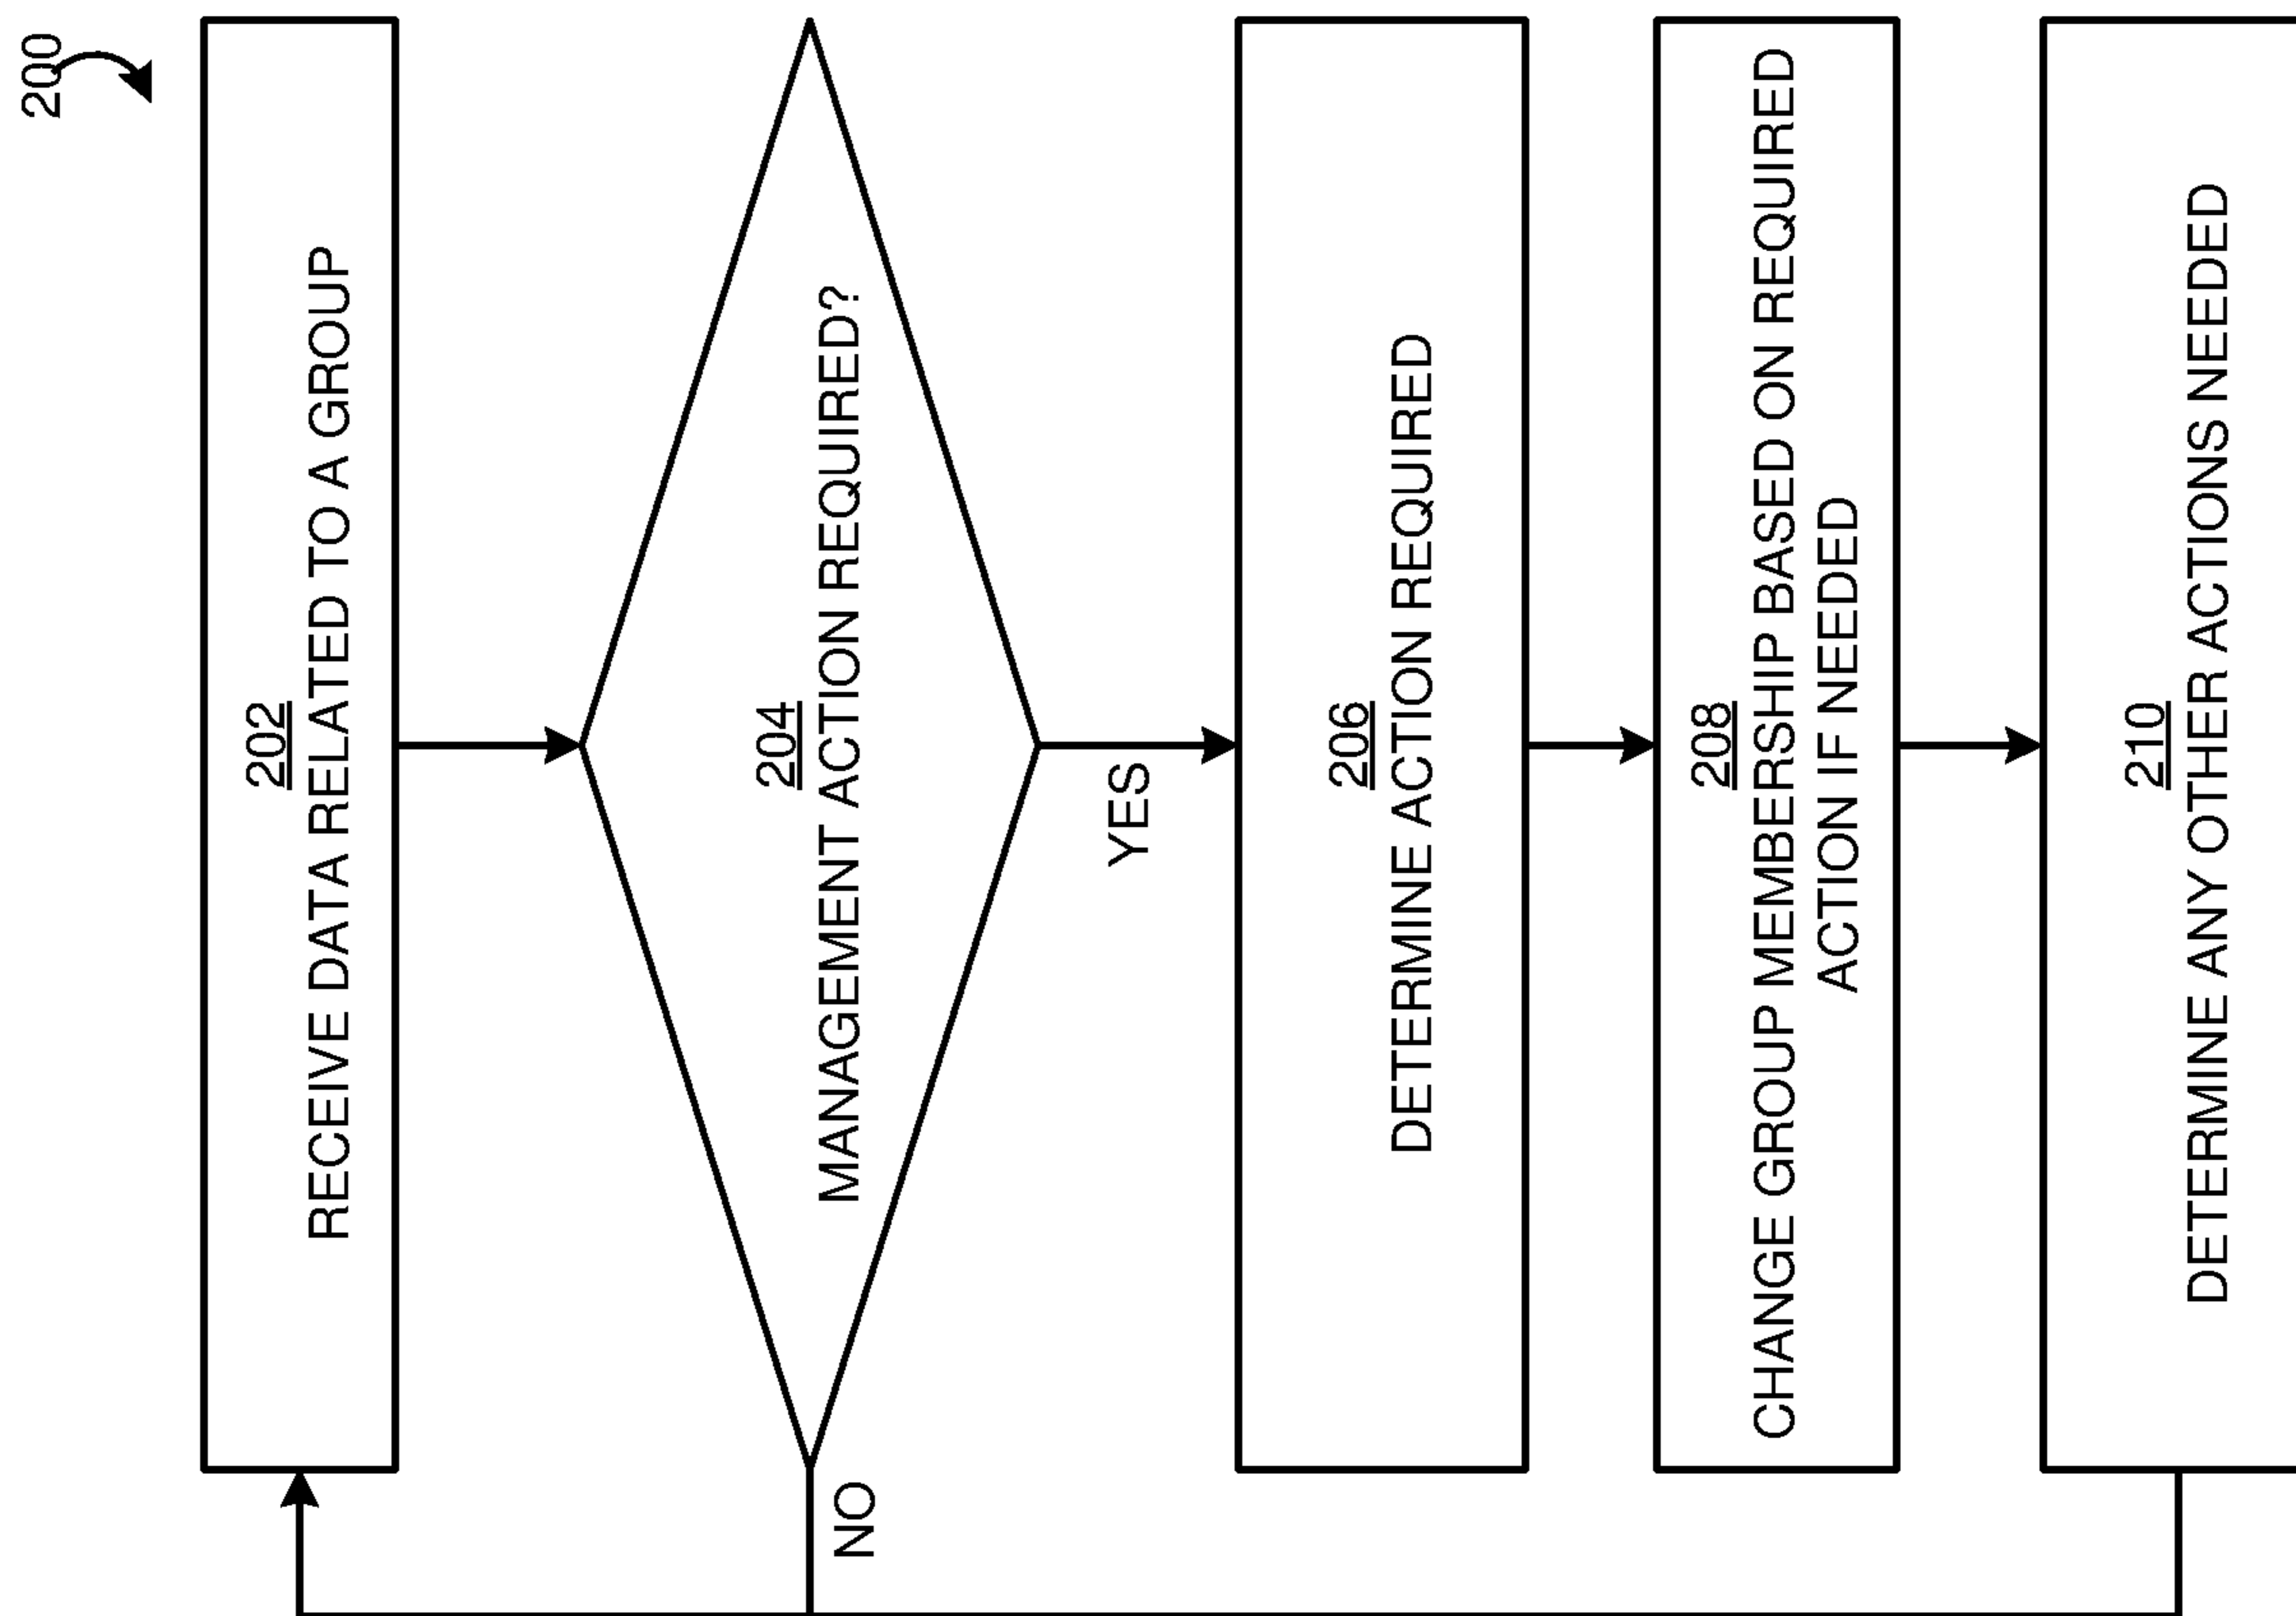 200
202
RECEIVE DATA RELATED TO A GROUP
204
MANAGEMENT ACTION REQUIRED?
NO
YES
206
DETERMINE ACTION REQUIRED
208
CHANGE GROUP MEMBERSHIP BASED ON REQUIRED
ACTION IF NEEDED
210
DETERMINE ANY OTHER ACTIONS NEEDED